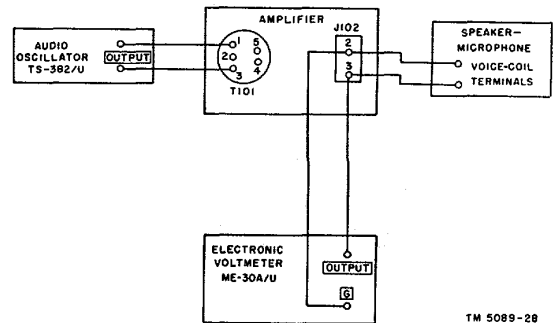 AUDIO
OSCILLATOR
TS-382/U
OUTPUT
AMPLIFIER
1
2
3
4
5
T101
J102
2
3
SPEAKER-
MICROPHONE
VOICE-COIL
TERMINALS
ELECTRONIC
VOLTMETER
ME-30A/U
OUTPUT
G
TM 5089-28